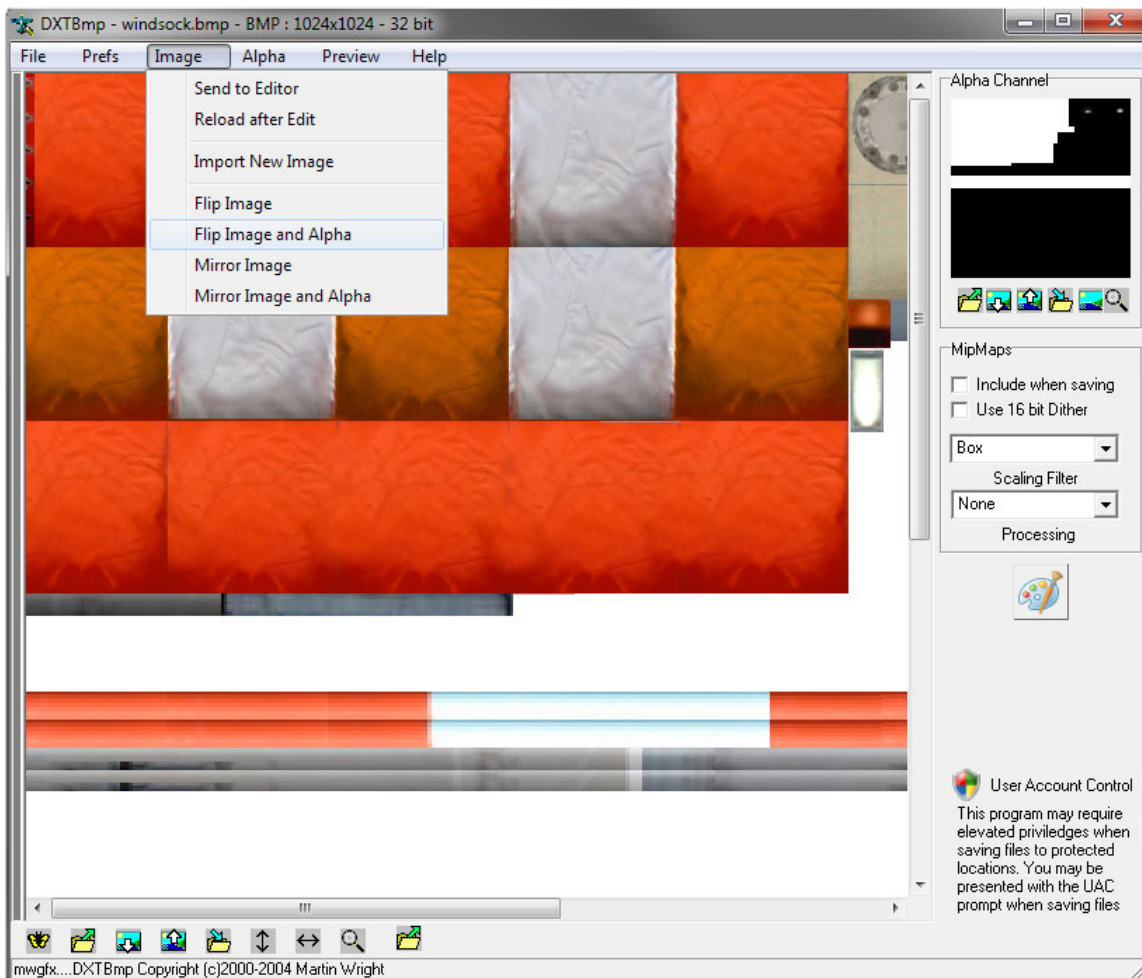 DXTBmp - windsock.bmp - BMP : 1024x1024 - 32 bit
File Prefs Image Alpha Preview Help
Send to Editor
Reload after Edit
Import New Image
Flip Image
Flip Image and Alpha
Mirror Image
Mirror Image and Alpha
Alpha Channel
MipMaps
Include when saving
Use 16 bit Dither
Box
Scaling Filter
None
Processing
User Account Control
This program may require
elevated priviledges when
saving files to protected
locations. You may be
presented with the UAC
prompt when saving files
mwgfx....DXTBmp Copyright (c)2000-2004 Martin Wright